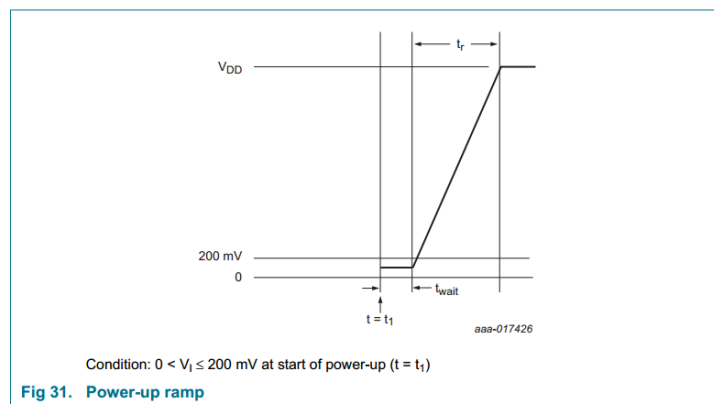 tr
VDD
200 mV
0
twait
t = t1
aaa-017426
Condition: 0 < VI ≤ 200 mV at start of power-up (t = t1)
Fig 31. Power-up ramp